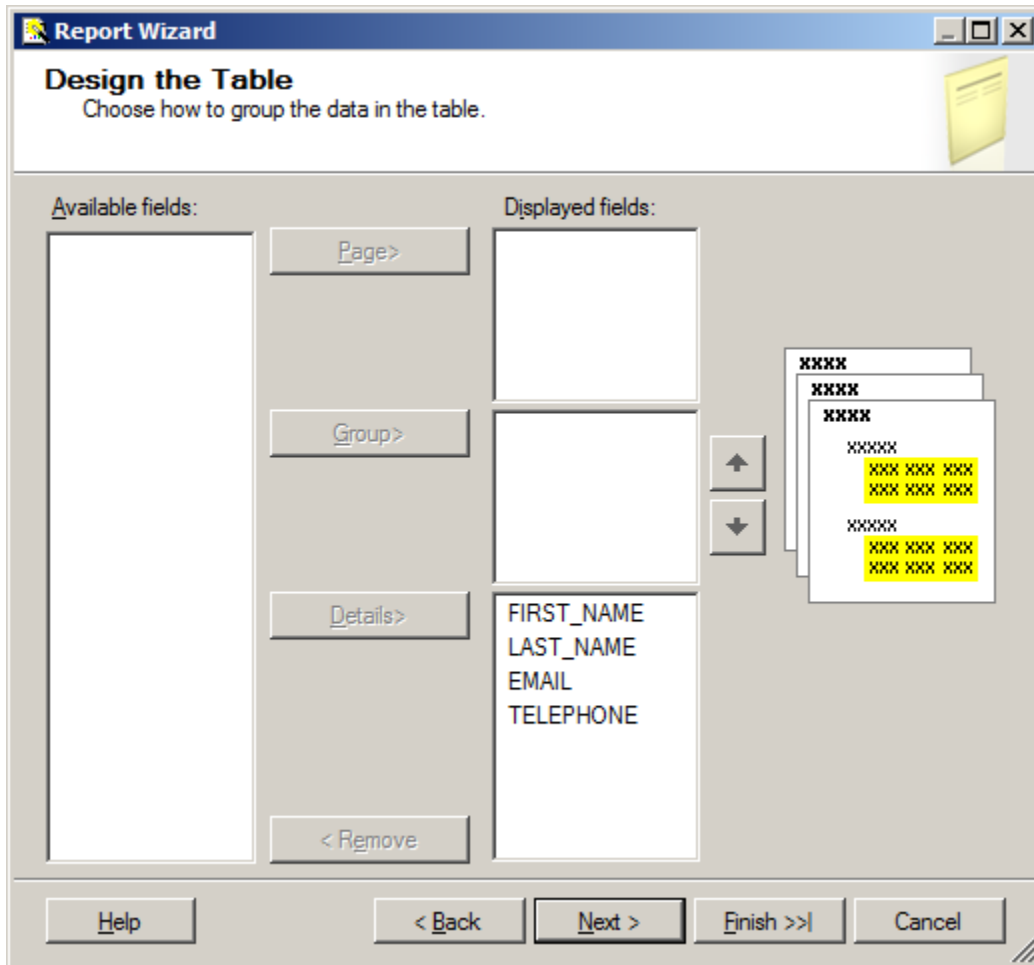 Report Wizard
Design the Table
Choose how to group the data in the table.
Available fields:
Displayed fields:
Page>
Group>
Details>
< Remove
FIRST_NAME
LAST_NAME
EMAIL
TELEPHONE
xxxx
xxxx
xxxx
xxxxx
xxx xxx xxx
xxx xxx xxx
xxxxx
xxx xxx xxx
xxx xxx xxx
Help
< Back
Next >
Finish >>|
Cancel